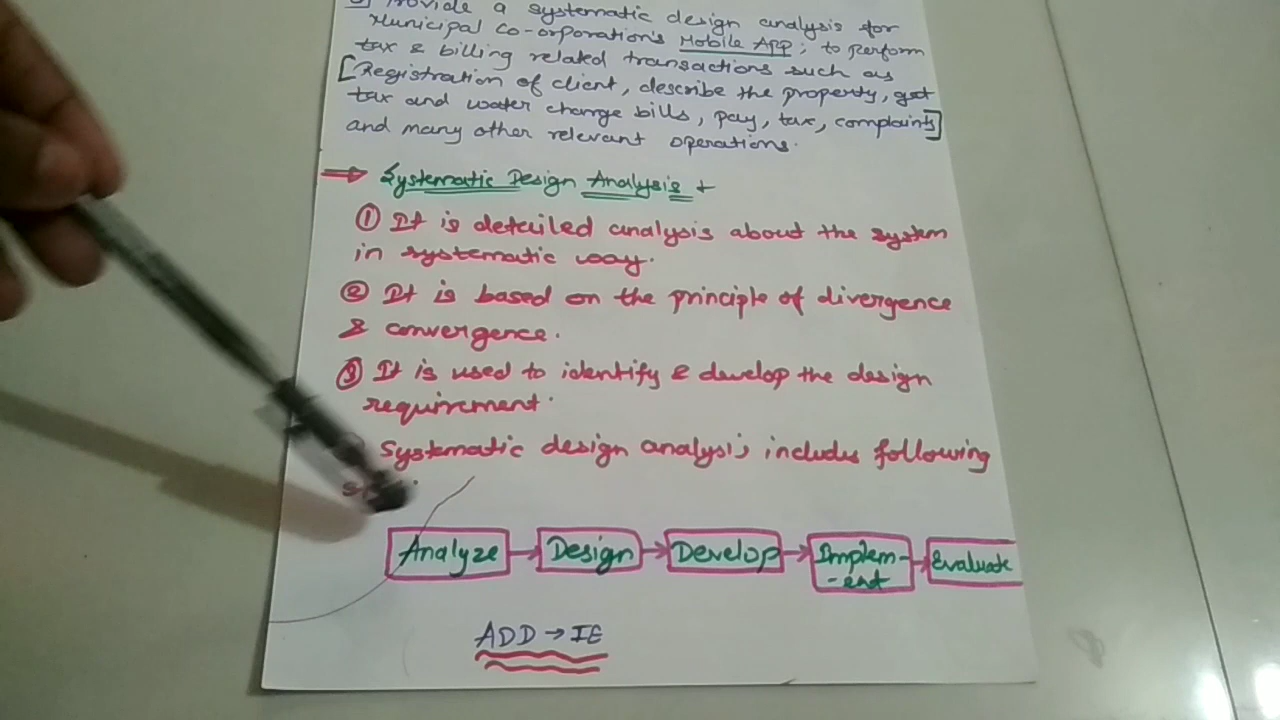 Provide a systematic design analysis for
Municipal Co-orporation's Mobile App; to perform
tax & billing related transactions such as
[Registration of client, describe the property, get
tax and water charge bills, pay, tax, complaints]
and many other relevant operations.
⇒ Systematic Design Analysis
① It is detailed analysis about the system
in systematic way.
② It is based on the principle of divergence
& convergence.
③ It is used to identify & develop the design
requirement.
Systematic design analysis includes following
Analyze → Design → Develop → Implem- → Evaluate
-ent
ADD → IE